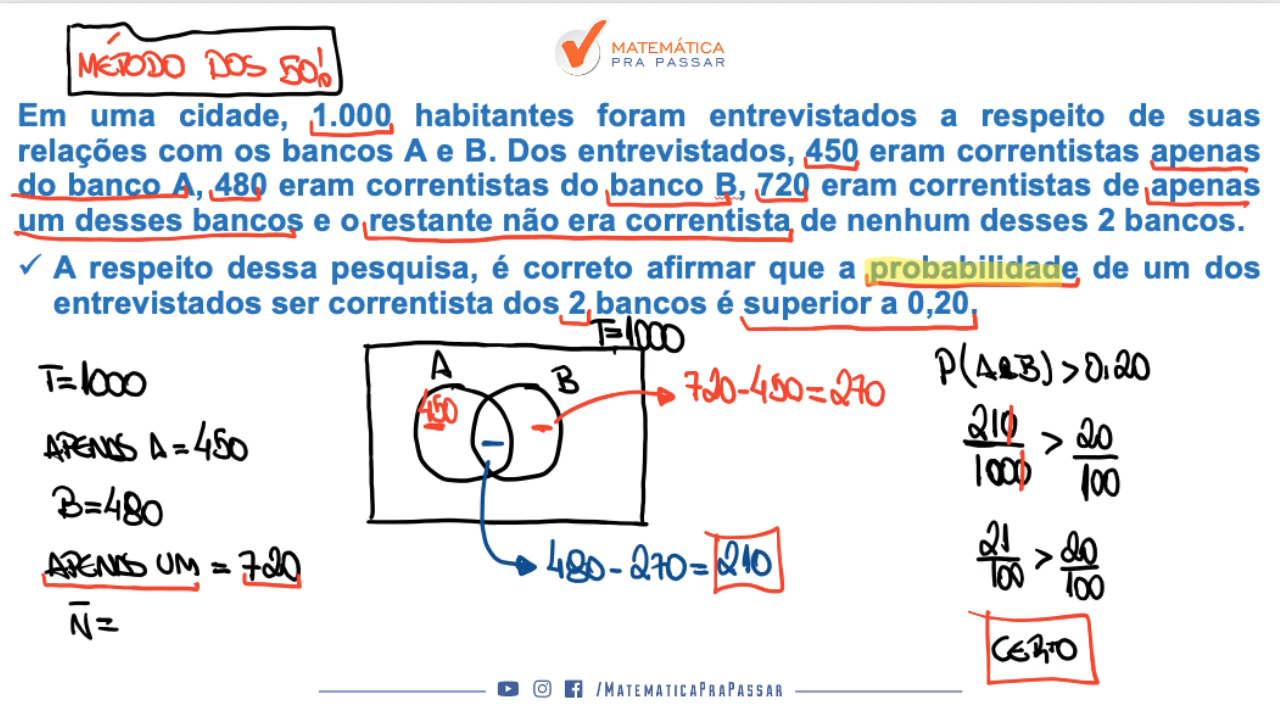 MÉTODO DOS 50!
MATEMÁTICA
PRA PASSAR
Em uma cidade, 1.000 habitantes foram entrevistados a respeito de suas
relações com os bancos A e B. Dos entrevistados, 450 eram correntistas apenas
do banco A, 480 eram correntistas do banco B, 720 eram correntistas de apenas
um desses bancos e o restante não era correntista de nenhum desses 2 bancos.
✓ A respeito dessa pesquisa, é correto afirmar que a probabilidade de um dos
entrevistados ser correntista dos 2 bancos é superior a 0,20.
T=1000
APENAS A = 450
B=480
APENAS UM = 720
N̅ =
T=1000
A
B
450
720-450=270
480-270=210
P(A&B)>0,20
210/1000 > 20/100
21/100 > 20/100
CERTO
/MatematicaPraPassar